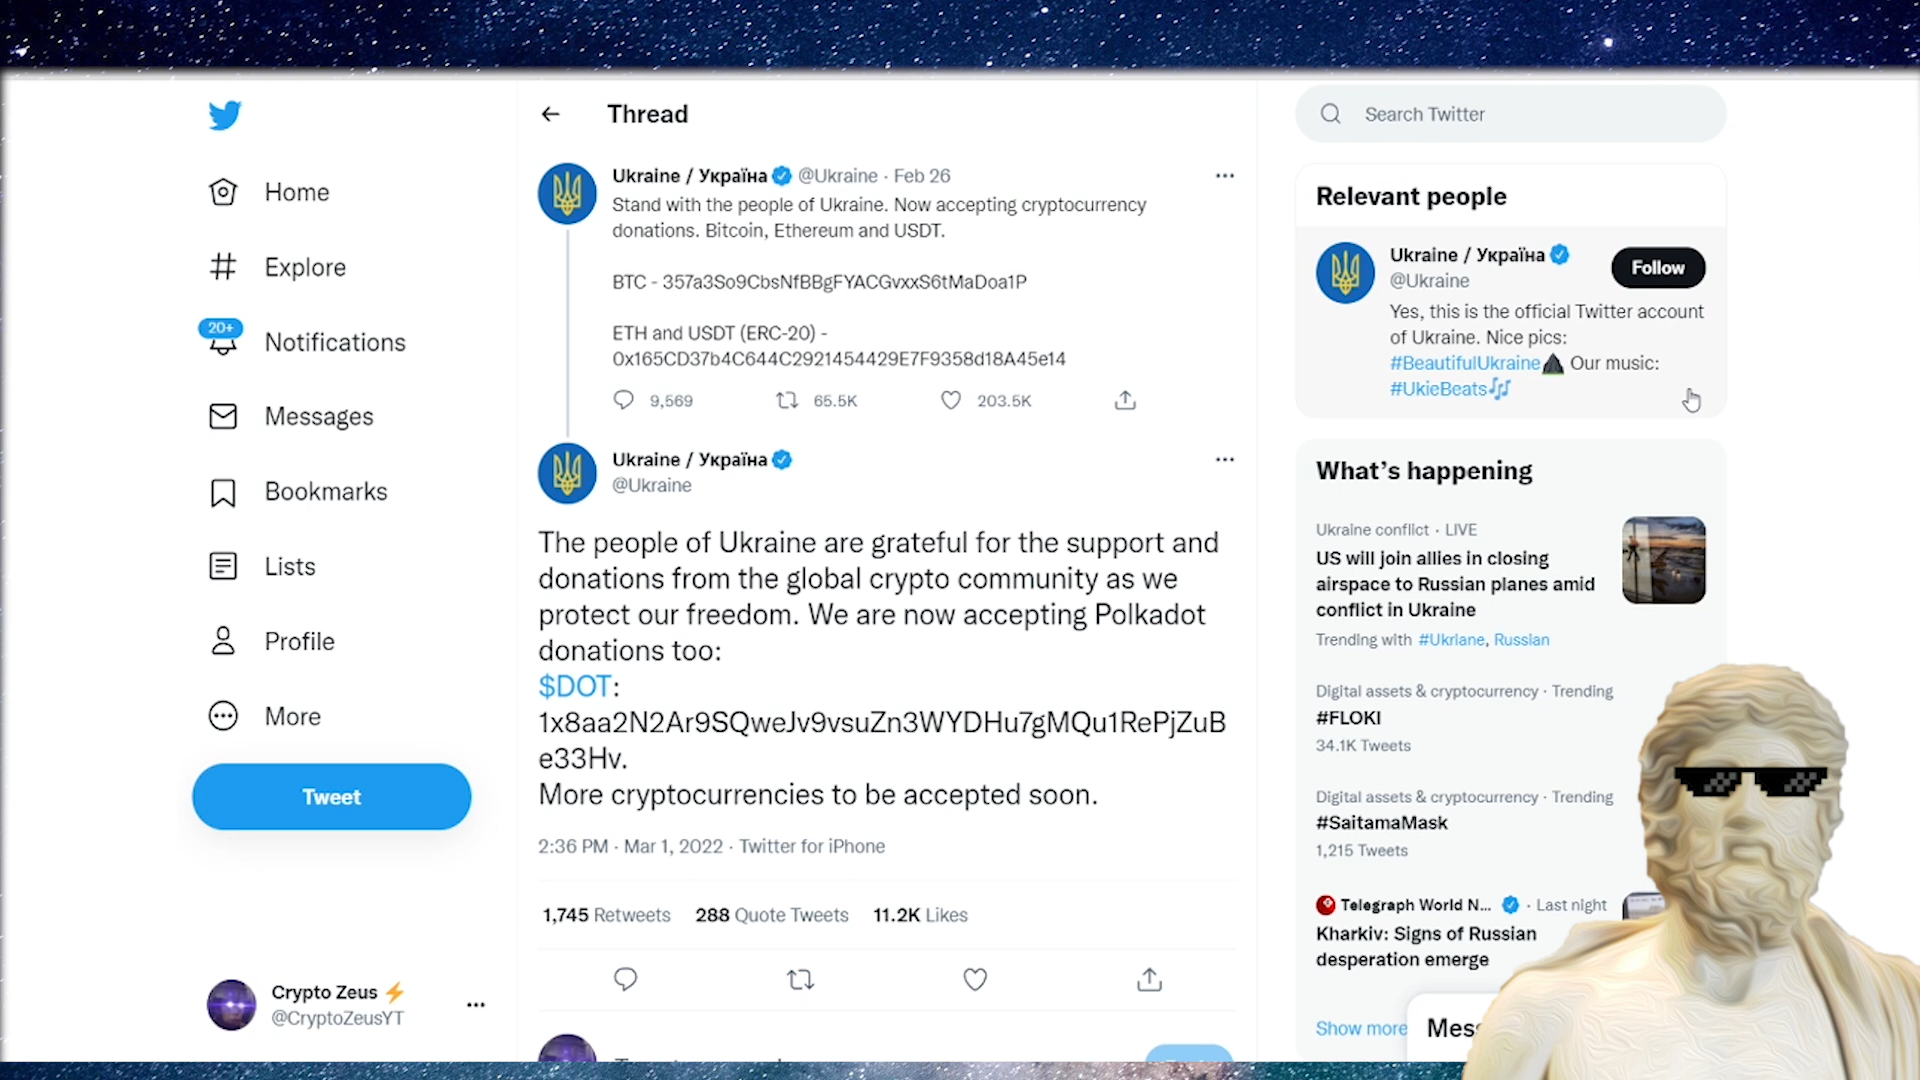 Home
Explore
20+
Notifications
Messages
Bookmarks
Lists
Profile
More
Tweet
Crypto Zeus⚡
@CryptoZeusYT
Thread
Ukraine / Україна @Ukraine · Feb 26
Stand with the people of Ukraine. Now accepting cryptocurrency
donations. Bitcoin, Ethereum and USDT.
BTC - 357a3So9CbsNfBBgFYACGvxxS6tMaDoa1P
ETH and USDT (ERC-20) -
0x165CD37b4C644C2921454429E7F9358d18A45e14
9,569 65.5K 203.5K
Ukraine / Україна
@Ukraine
The people of Ukraine are grateful for the support and
donations from the global crypto community as we
protect our freedom. We are now accepting Polkadot
donations too:
$DOT:
1x8aa2N2Ar9SQweJv9vsuZn3WYDHu7gMQu1RePjZuB
e33Hv.
More cryptocurrencies to be accepted soon.
2:36 PM · Mar 1, 2022 · Twitter for iPhone
1,745 Retweets 288 Quote Tweets 11.2K Likes
Search Twitter
Relevant people
Ukraine / Україна
@Ukraine
Follow
Yes, this is the official Twitter account
of Ukraine. Nice pics:
#BeautifulUkraine Our music:
#UkieBeats🎶
What's happening
Ukraine conflict · LIVE
US will join allies in closing
airspace to Russian planes amid
conflict in Ukraine
Trending with #Ukriane, Russian
Digital assets & cryptocurrency · Trending
#FLOKI
34.1K Tweets
Digital assets & cryptocurrency · Trending
#SaitamaMask
1,215 Tweets
Telegraph World N... · Last night
Kharkiv: Signs of Russian
desperation emerge
Show more